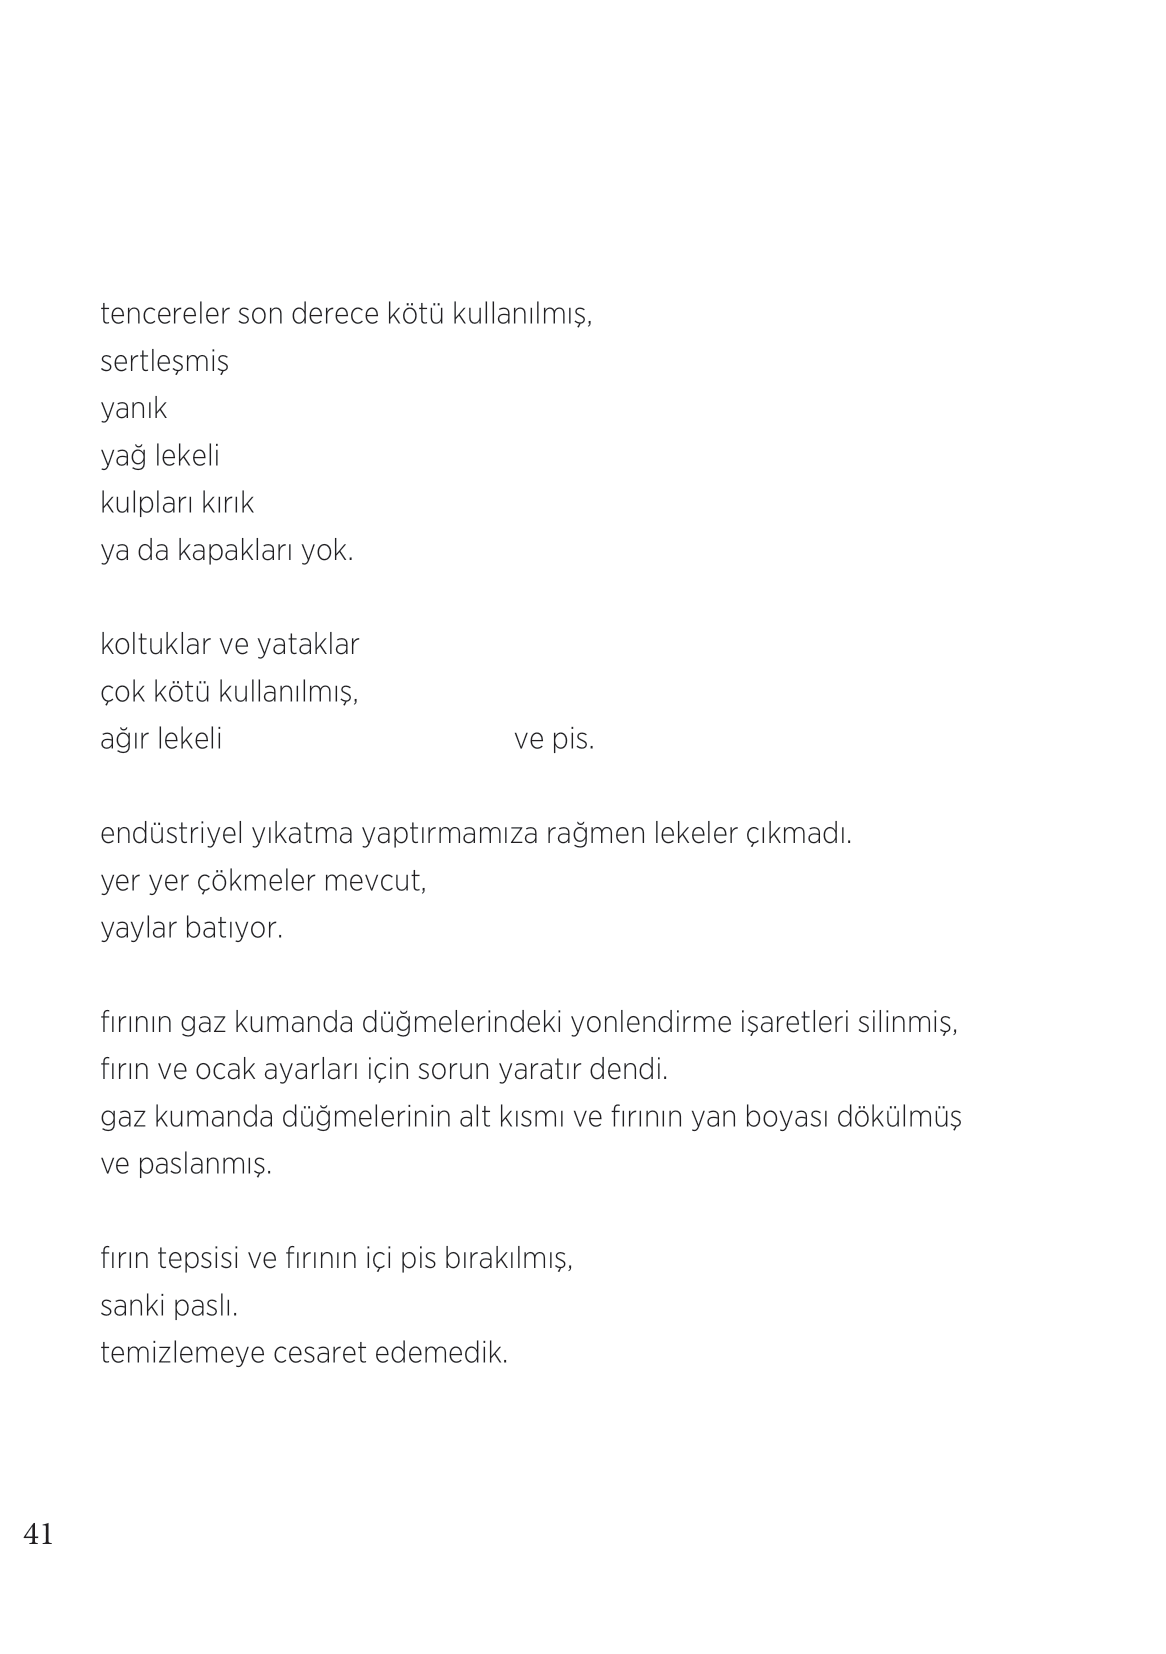 tencereler son derece kötü kullanılmış,
sertleşmiş
yanık
yağ lekeli
kulpları kırık
ya da kapakları yok.
koltuklar ve yataklar
çok kötü kullanılmış,
ağır lekeli ve pis.
endüstriyel yıkatma yaptırmamıza rağmen lekeler çıkmadı.
yer yer çökmeler mevcut,
yaylar batıyor.
fırının gaz kumanda düğmelerindeki yonlendirme işaretleri silinmiş,
fırın ve ocak ayarları için sorun yaratır dendi.
gaz kumanda düğmelerinin alt kısmı ve fırının yan boyası dökülmüş
ve paslanmış.
fırın tepsisi ve fırının içi pis bırakılmış,
sanki paslı.
temizlemeye cesaret edemedik.
41